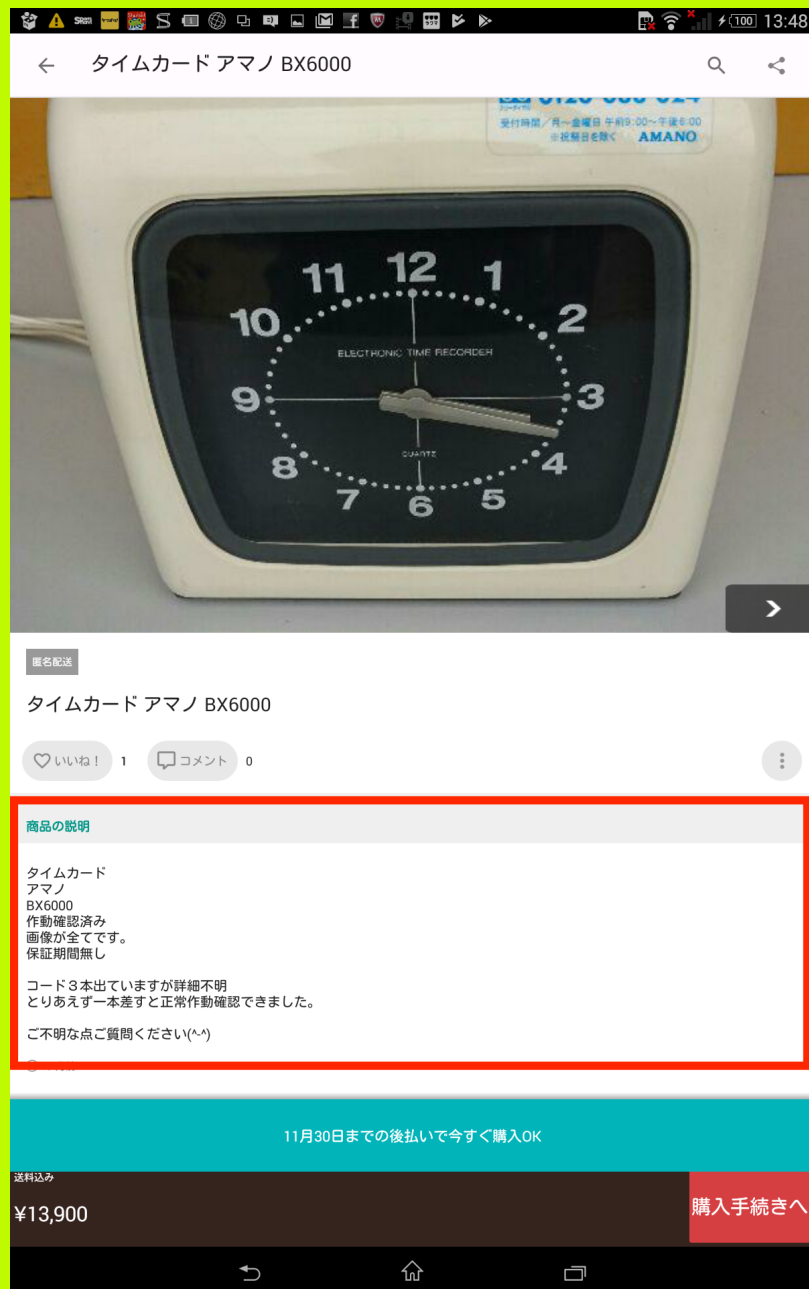 100 13:48
タイムカード アマノ BX6000
受付時間/月~金曜日 午前9:00~午後6:00
※祝祭日を除く AMANO
12
11 1
10 2
ELECTRONIC TIME RECORDER
9 3
QUARTZ
8 4
7 5
6
匿名配送
タイムカード アマノ BX6000
いいね! 1 コメント 0
商品の説明
タイムカード
アマノ
BX6000
作動確認済み
画像が全てです。
保証期間無し
コード3本出ていますが詳細不明
とりあえず一本差すと正常作動確認できました。
ご不明な点ご質問ください(^-^)
11月30日までの後払いで今すぐ購入OK
送料込み
¥13,900
購入手続きへ